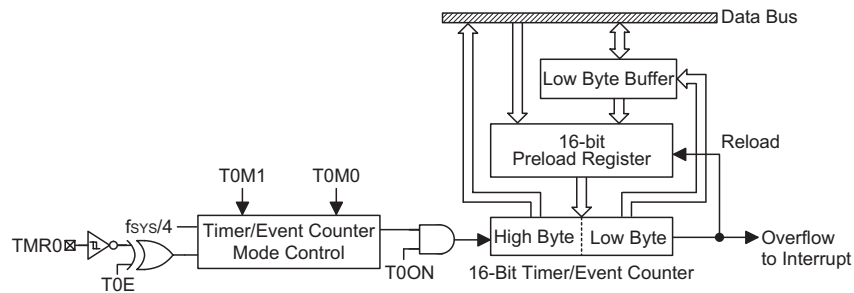 Data Bus
Low Byte Buffer
16-bit
Preload Register
Reload
T0M1
T0M0
fSYS/4
Timer/Event Counter
Mode Control
TMR0
T0E
T0ON
High Byte
Low Byte
16-Bit Timer/Event Counter
Overflow
to Interrupt